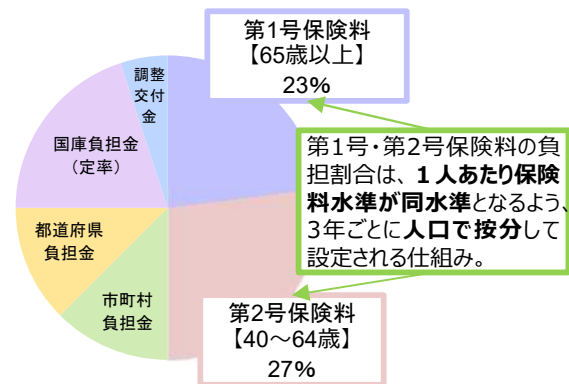 第1号保険料
【65歳以上】
23%
調整
交付
金
国庫負担金
（定率）
第1号・第2号保険料の負
担割合は、１人あたり保険
料水準が同水準となるよう、
3年ごとに人口で按分して
設定される仕組み。
都道府県
負担金
市町村
負担金
第2号保険料
【40～64歳】
27%